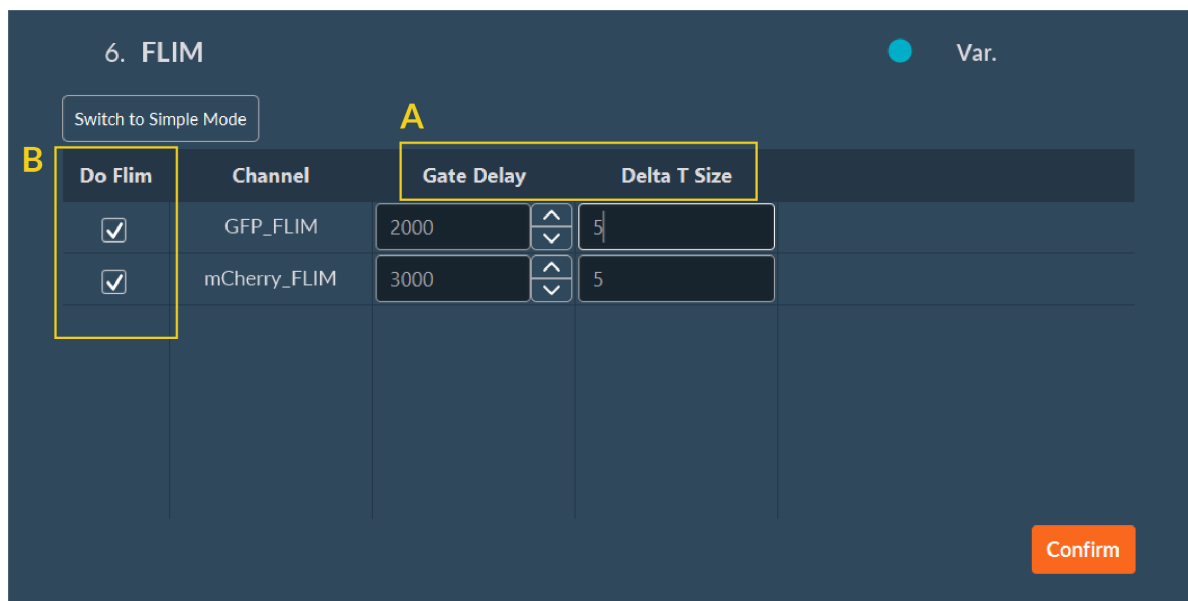 6. FLIM Var.
Switch to Simple Mode
A
B
Do Flim Channel Gate Delay Delta T Size
GFP_FLIM 2000 5
mCherry_FLIM 3000 5
Confirm